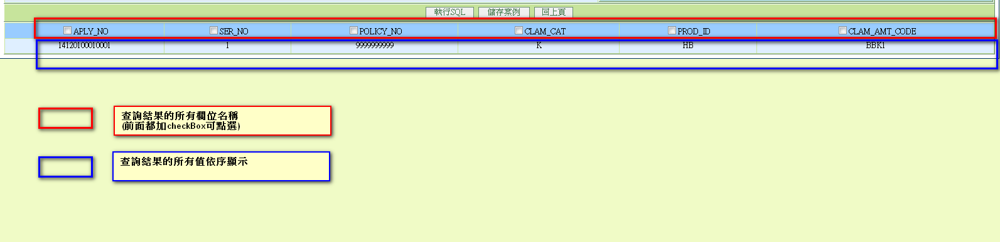 執行SQL 儲存案例 回上頁
APLY_NO SER_NO POLICY_NO CLAM_CAT PROD_ID CLAM_AMT_CODE
14120100010001 1 9999999999 K HB BBK1
查詢結果的所有欄位名稱
(前面都加checkBox可點選)
查詢結果的所有值依序顯示